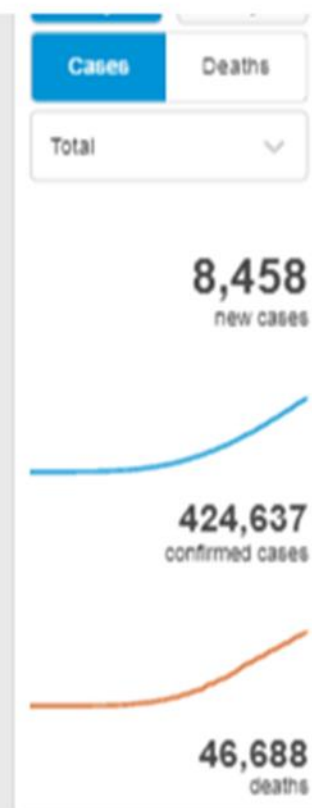 Cases Deaths
Total
8,458
new cases
424,637
confirmed cases
46,688
deaths